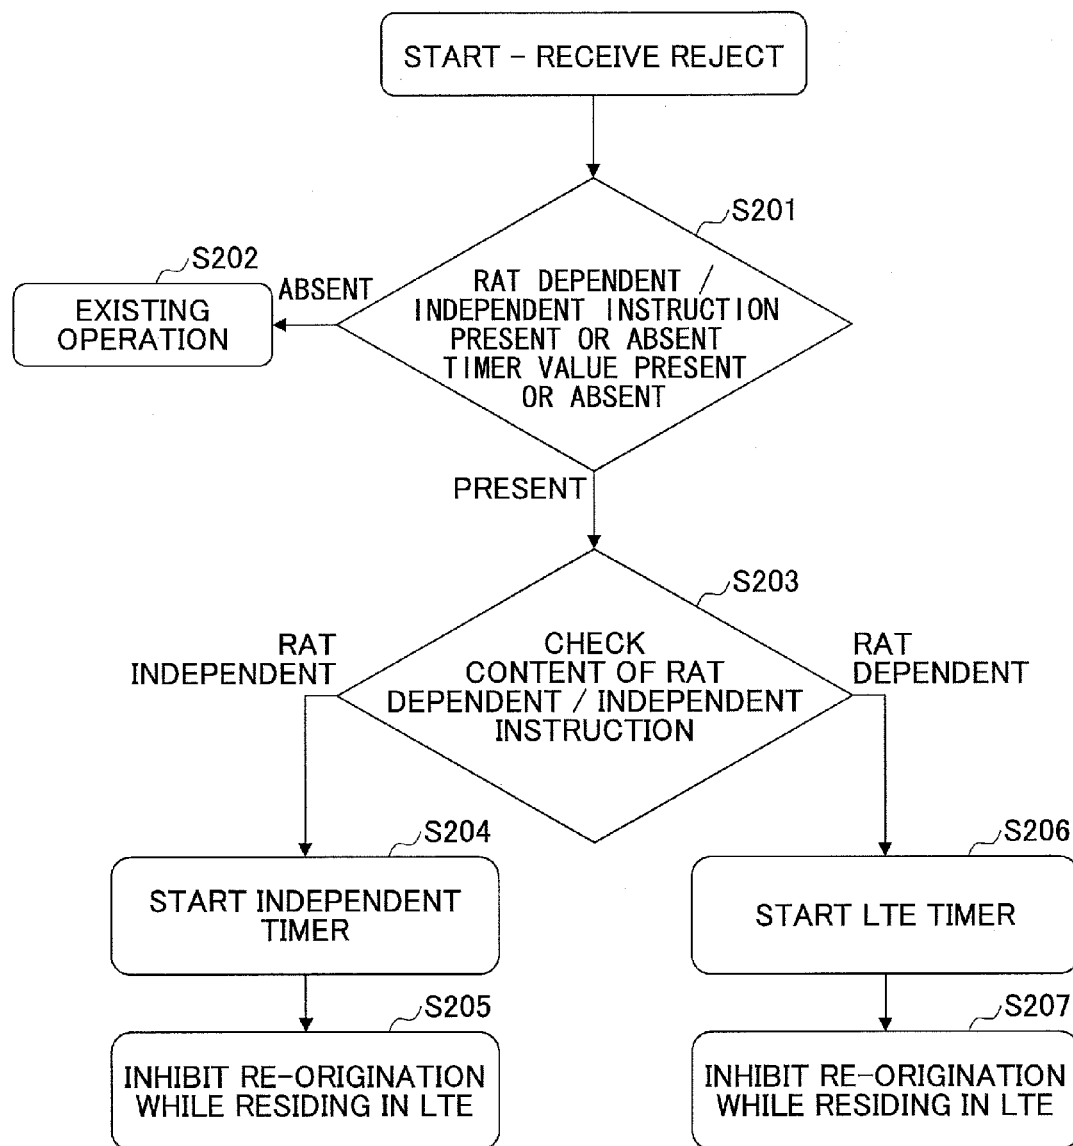 START - RECEIVE REJECT
S201
RAT DEPENDENT /
INDEPENDENT INSTRUCTION
PRESENT OR ABSENT
TIMER VALUE PRESENT
OR ABSENT
S202
ABSENT
EXISTING
OPERATION
PRESENT
S203
CHECK
CONTENT OF RAT
DEPENDENT / INDEPENDENT
INSTRUCTION
RAT
INDEPENDENT
RAT
DEPENDENT
S204
START INDEPENDENT
TIMER
S205
INHIBIT RE-ORIGINATION
WHILE RESIDING IN LTE
S206
START LTE TIMER
S207
INHIBIT RE-ORIGINATION
WHILE RESIDING IN LTE